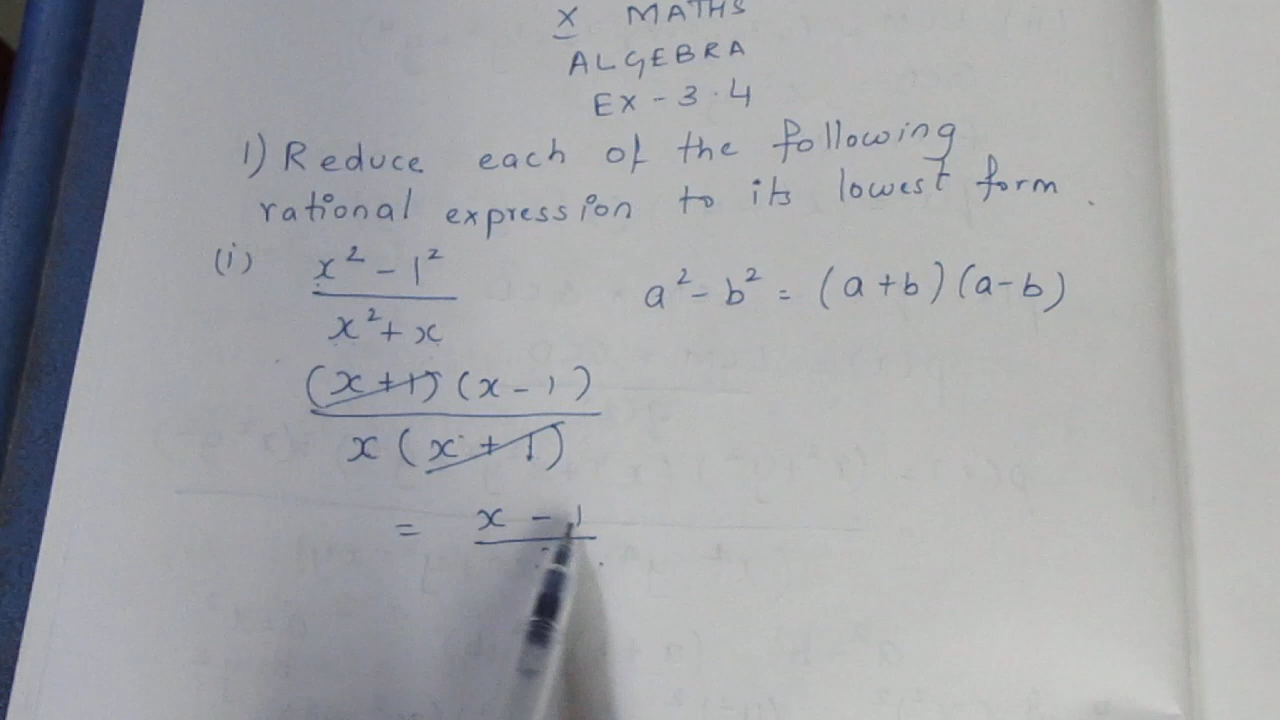 X MATHS
ALGEBRA
EX - 3.4
1) Reduce each of the following
rational expression to its lowest form.
(i) x² - 1² / x² + x    a² - b² = (a+b)(a-b)
(x+1)(x-1) / x(x+1)
= x - 1